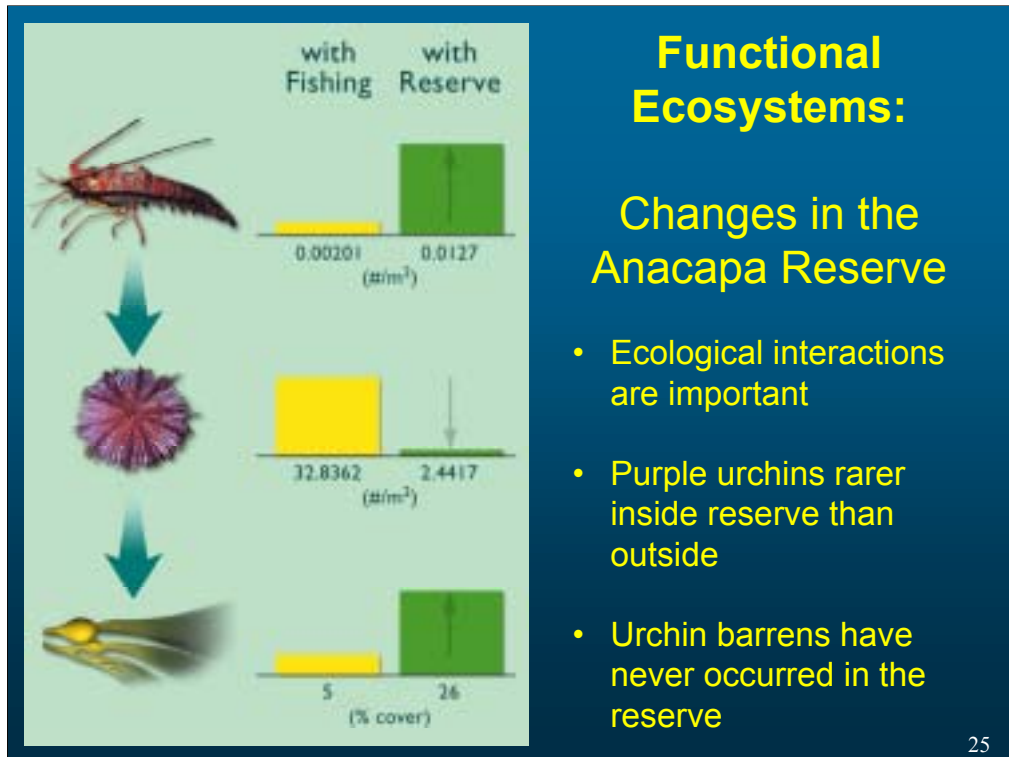 with with
Fishing Reserve
0.00201 0.0127
(#/m²)
32.8362 2.4417
(#/m²)
5 26
(% cover)
Functional
Ecosystems:
Changes in the
Anacapa Reserve
• Ecological interactions
are important
• Purple urchins rarer
inside reserve than
outside
• Urchin barrens have
never occurred in the
reserve
25